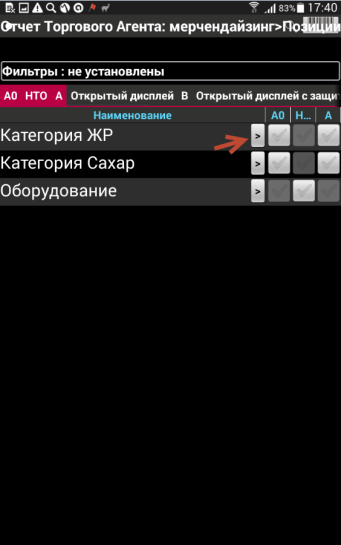 83% 17:40
Отчет Торгового Агента: мерчендайзинг>Позиции
Фильтры : не установлены
A0 НТО A Открытый дисплей B Открытый дисплей с защи
Наименование A0 Н... A
Категория ЖР >
Категория Сахар >
Оборудование >